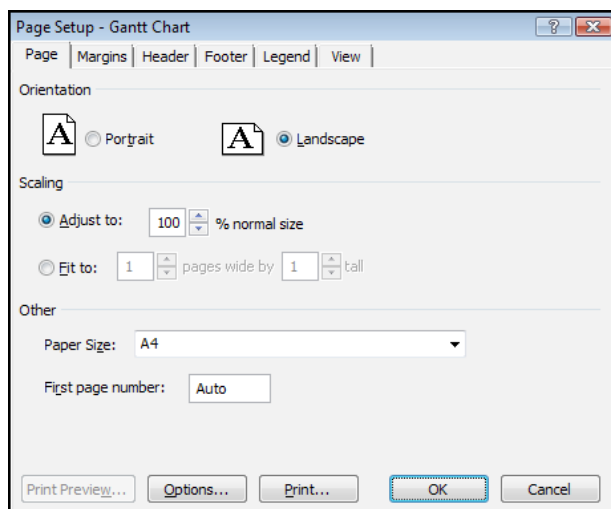 Page Setup - Gantt Chart
Page Margins Header Footer Legend View
Orientation
A Portrait A Landscape
Scaling
Adjust to: 100 % normal size
Fit to: 1 pages wide by 1 tall
Other
Paper Size: A4
First page number: Auto
Print Preview... Options... Print... OK Cancel